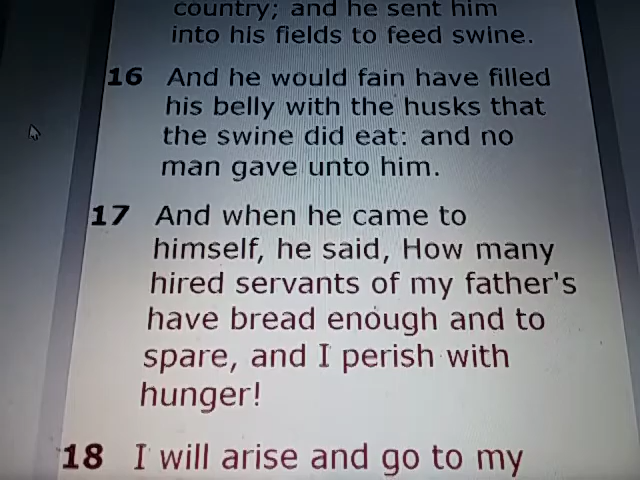 country; and he sent him
into his fields to feed swine.
16 And he would fain have filled
his belly with the husks that
the swine did eat: and no
man gave unto him.
17 And when he came to
himself, he said, How many
hired servants of my father's
have bread enough and to
spare, and I perish with
hunger!
18 I will arise and go to my